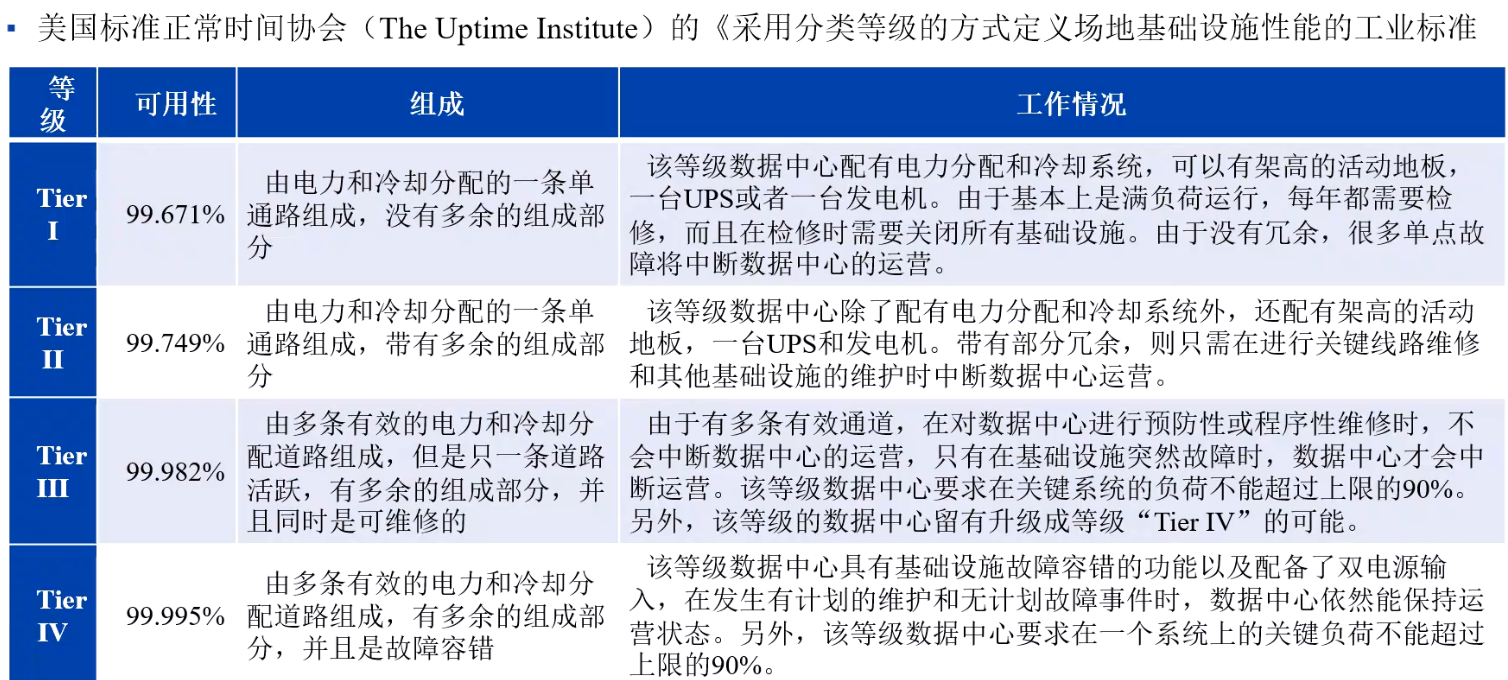 ▪ 美国标准正常时间协会（The Uptime Institute）的《采用分类等级的方式定义场地基础设施性能的工业标准
等
级
可用性
组成
工作情况
Tier
I
99.671%
由电力和冷却分配的一条单
通路组成，没有多余的组成部
分
该等级数据中心配有电力分配和冷却系统，可以有架高的活动地板，
一台UPS或者一台发电机。由于基本上是满负荷运行，每年都需要检
修，而且在检修时需要关闭所有基础设施。由于没有冗余，很多单点故
障将中断数据中心的运营。
Tier
II
99.749%
由电力和冷却分配的一条单
通路组成，带有多余的组成部
分
该等级数据中心除了配有电力分配和冷却系统外，还配有架高的活动
地板，一台UPS和发电机。带有部分冗余，则只需在进行关键线路维修
和其他基础设施的维护时中断数据中心运营。
Tier
III
99.982%
由多条有效的电力和冷却分
配道路组成，但是只一条道路
活跃，有多余的组成部分，并
且同时是可维修的
由于有多条有效通道，在对数据中心进行预防性或程序性维修时，不
会中断数据中心的运营，只有在基础设施突然故障时，数据中心才会中
断运营。该等级数据中心要求在关键系统的负荷不能超过上限的90%。
另外，该等级的数据中心留有升级成等级“Tier IV”的可能。
Tier
IV
99.995%
由多条有效的电力和冷却分
配道路组成，有多余的组成部
分，并且是故障容错
该等级数据中心具有基础设施故障容错的功能以及配备了双电源输
入，在发生有计划的维护和无计划故障事件时，数据中心依然能保持运
营状态。另外，该等级数据中心要求在一个系统上的关键负荷不能超过
上限的90%。